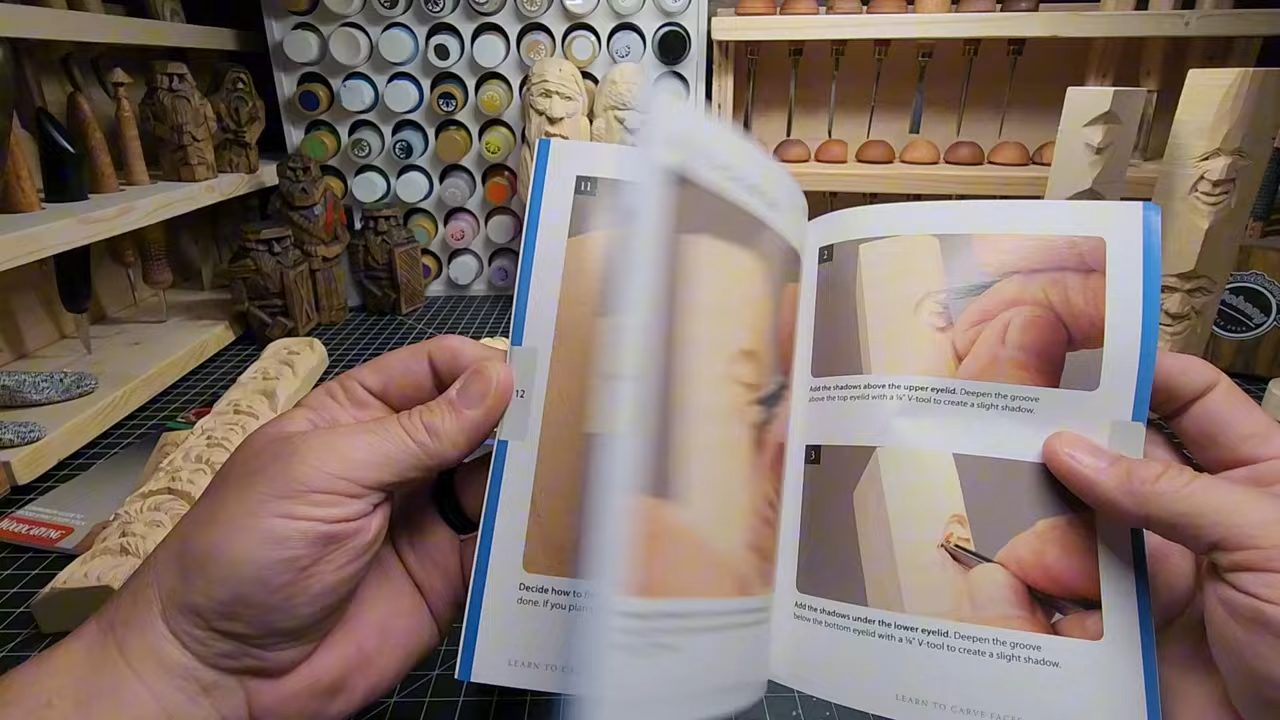 11
12
Decide how to
done. If you plan
LEARN TO C
2
Add the shadows above the upper eyelid. Deepen the groove
above the top eyelid with a ⅛" V-tool to create a slight shadow.
3
Add the shadows under the lower eyelid. Deepen the groove
below the bottom eyelid with a ⅛" V-tool to create a slight shadow.
LEARN TO CARVE FACES
WOODCARVING